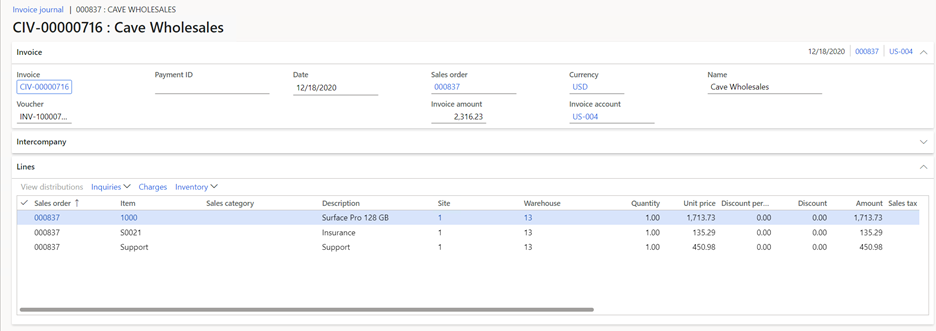 Invoice journal | 000837 : CAVE WHOLESALES
CIV-00000716 : Cave Wholesales
Invoice 12/18/2020 000837 US-004
Invoice Payment ID Date Sales order Currency Name
CIV-00000716 12/18/2020 000837 USD Cave Wholesales
Voucher Invoice amount Invoice account
INV-100007... 2,316.23 US-004
Intercompany
Lines
View distributions Inquiries Charges Inventory
Sales order Item Sales category Description Site Warehouse Quantity Unit price Discount per... Discount Amount Sales tax
000837 1000 Surface Pro 128 GB 1 13 1.00 1,713.73 0.00 0.00 1,713.73
000837 S0021 Insurance 1 13 1.00 135.29 0.00 0.00 135.29
000837 Support Support 1 13 1.00 450.98 0.00 0.00 450.98